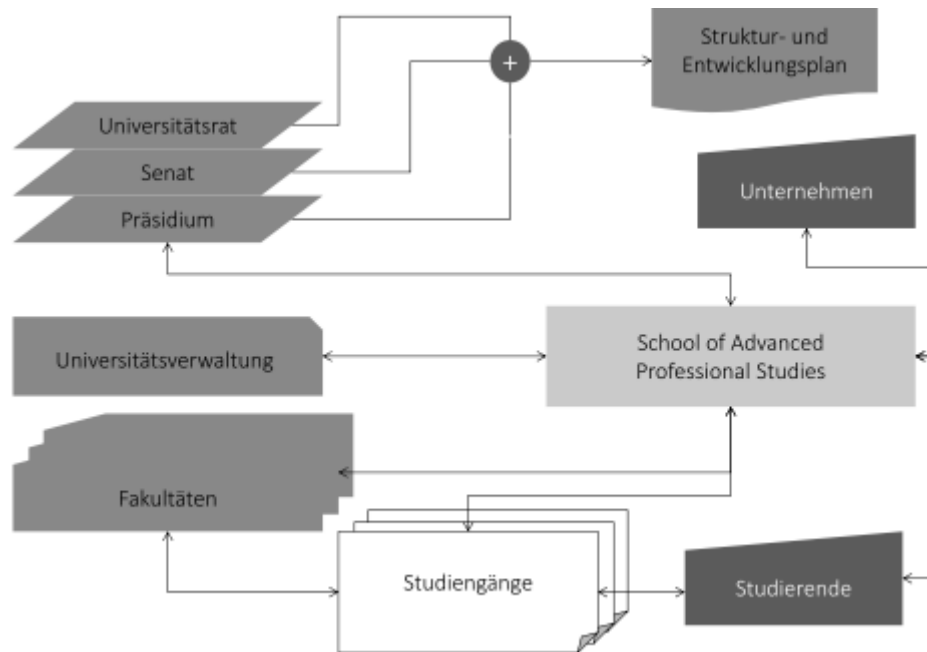 Struktur- und
Entwicklungsplan
+
Universitätsrat
Senat
Präsidium
Unternehmen
Universitätsverwaltung
School of Advanced
Professional Studies
Fakultäten
Studiengänge
Studierende